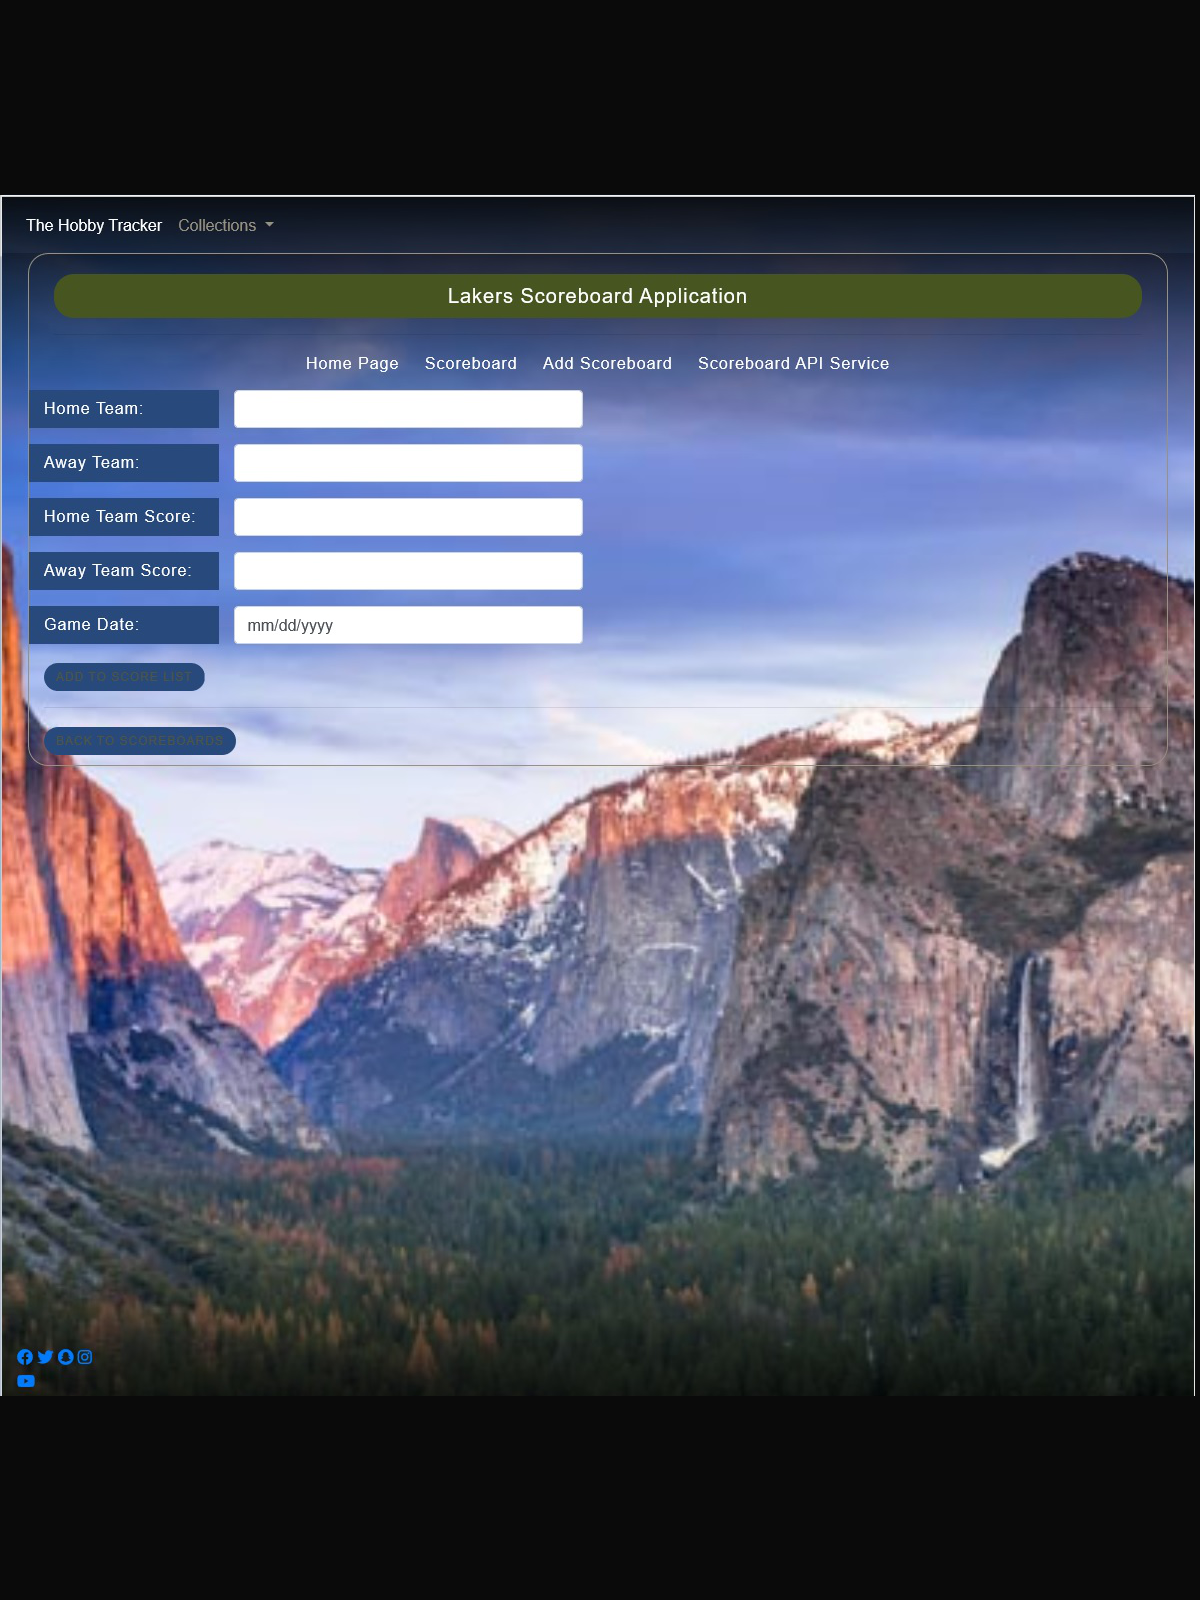 The Hobby Tracker Collections
Lakers Scoreboard Application
Home Page Scoreboard Add Scoreboard Scoreboard API Service
Home Team:
Away Team:
Home Team Score:
Away Team Score:
Game Date: mm/dd/yyyy
ADD TO SCORE LIST
BACK TO SCOREBOARDS